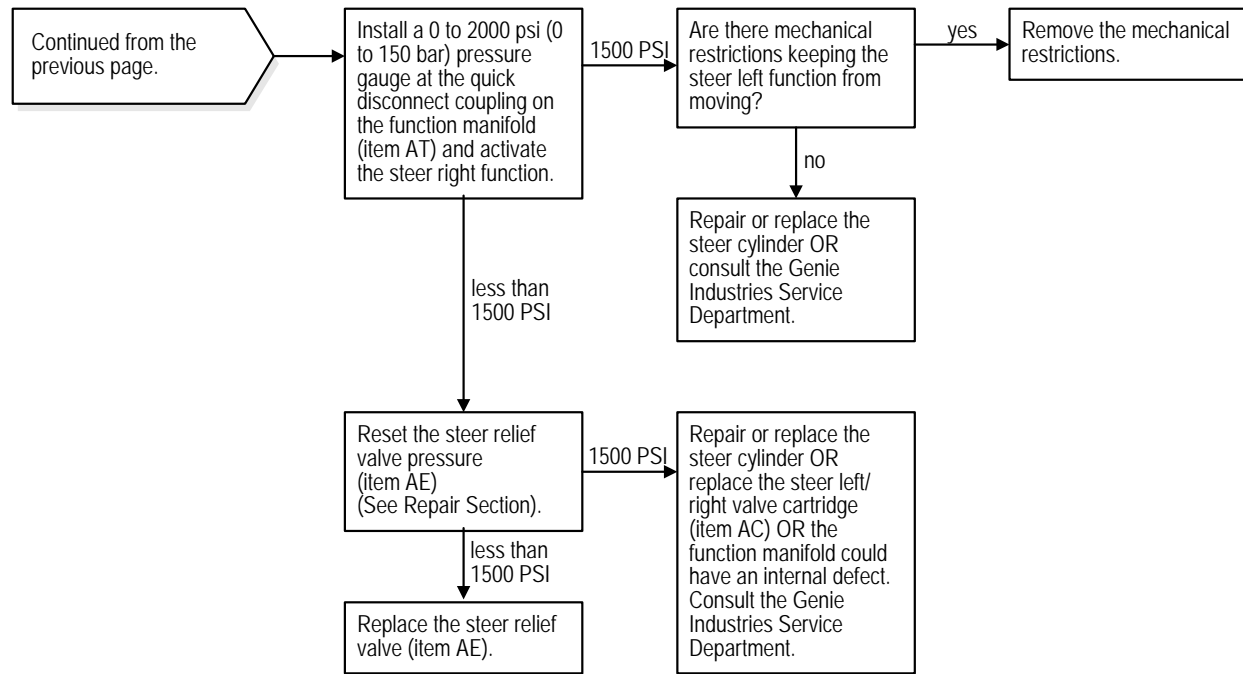 Continued from the
previous page.
Install a 0 to 2000 psi (0
to 150 bar) pressure
gauge at the quick
disconnect coupling on
the function manifold
(item AT) and activate
the steer right function.
1500 PSI
Are there mechanical
restrictions keeping the
steer left function from
moving?
yes
Remove the mechanical
restrictions.
no
Repair or replace the
steer cylinder OR
consult the Genie
Industries Service
Department.
less than
1500 PSI
Reset the steer relief
valve pressure
(item AE)
(See Repair Section).
1500 PSI
Repair or replace the
steer cylinder OR
replace the steer left/
right valve cartridge
(item AC) OR the
function manifold could
have an internal defect.
Consult the Genie
Industries Service
Department.
less than
1500 PSI
Replace the steer relief
valve (item AE).